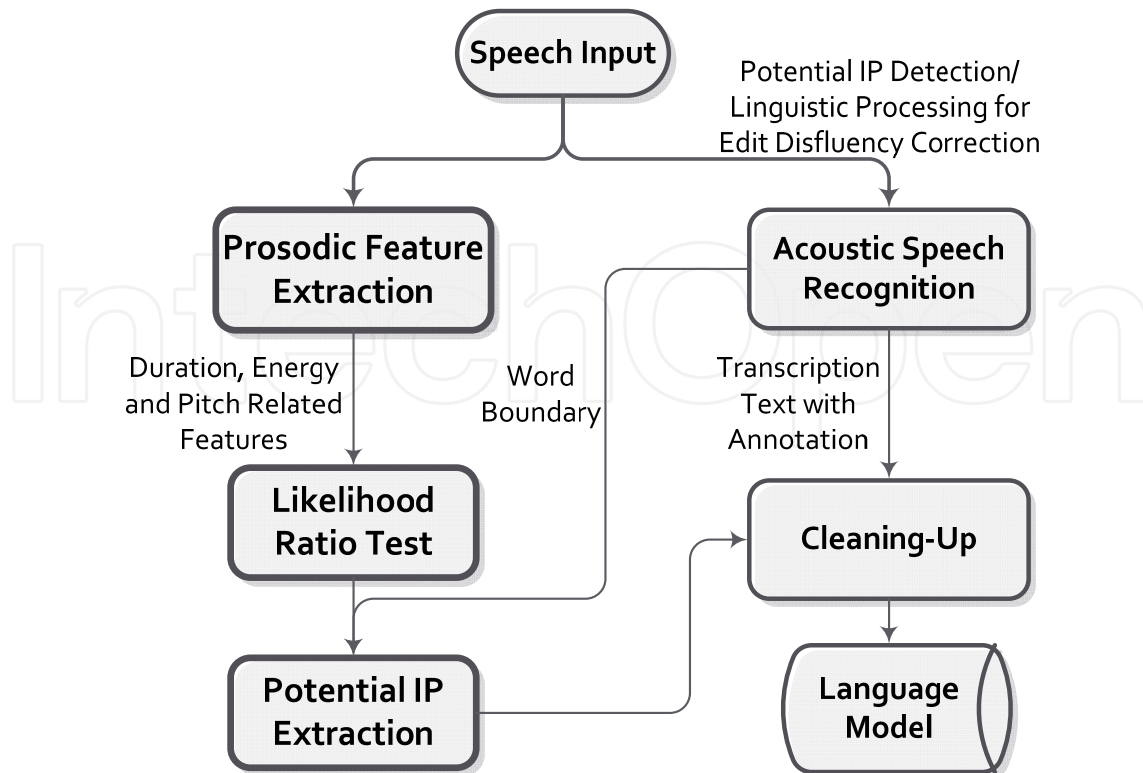 Speech Input
Potential IP Detection/
Linguistic Processing for
Edit Disfluency Correction
Prosodic Feature
Extraction
Acoustic Speech
Recognition
Duration, Energy
and Pitch Related
Features
Word
Boundary
Transcription
Text with
Annotation
Likelihood
Ratio Test
Cleaning-Up
Potential IP
Extraction
Language
Model
IntechOpen